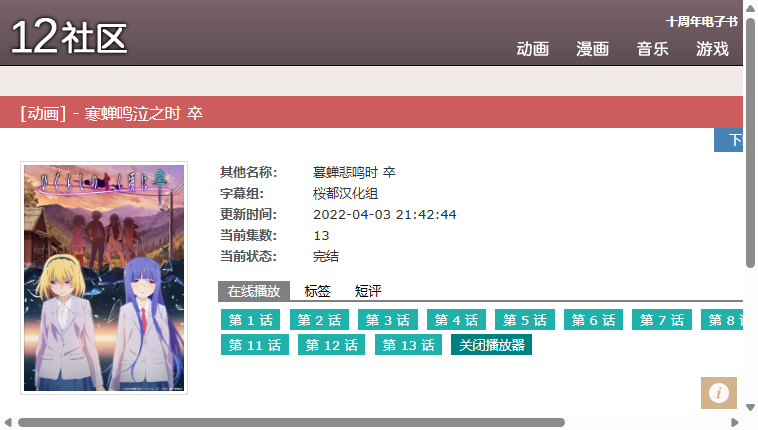 12社区
十周年电子书
动画 漫画 音乐 游戏
[动画] - 寒蝉鸣泣之时 卒
其他名称: 暮蝉悲鸣时 卒
字幕组: 桜都汉化组
更新时间: 2022-04-03 21:42:44
当前集数: 13
当前状态: 完结
在线播放 标签 短评
第 1 话 第 2 话 第 3 话 第 4 话 第 5 话 第 6 话 第 7 话 第 8
第 11 话 第 12 话 第 13 话 关闭播放器